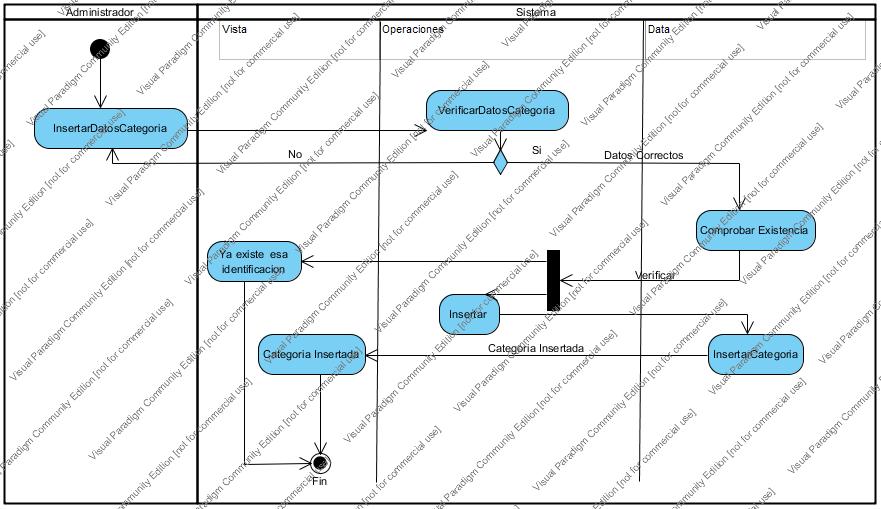 Administrador
Sistema
Vista
Operaciones
Data
InsertarDatosCategoria
VerificarDatosCategoria
No
Si
Datos Correctos
Comprobar Existencia
Ya existe esa
identificacion
Verificar
Insertar
Categoria Insertada
Categoria Insertada
InsertarCategoria
Fin
Visual Paradigm Community Edition [not for commercial use]